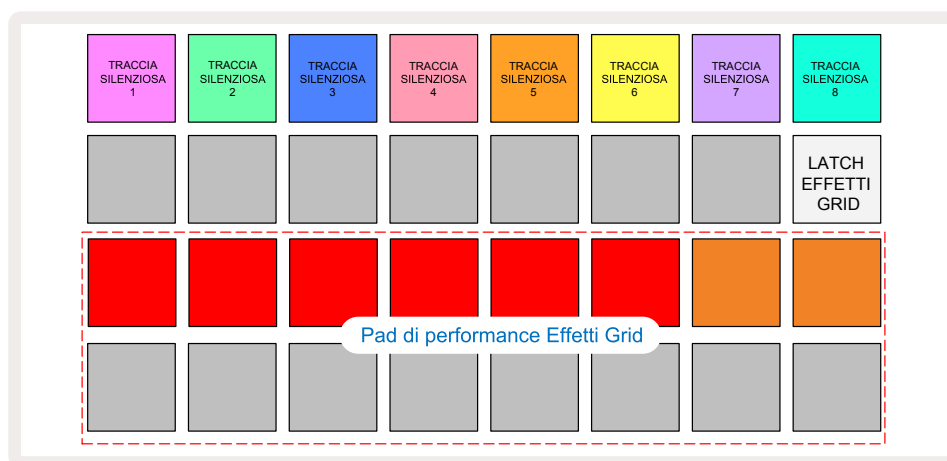 TRACCIA
SILENZIOSA
1
TRACCIA
SILENZIOSA
2
TRACCIA
SILENZIOSA
3
TRACCIA
SILENZIOSA
4
TRACCIA
SILENZIOSA
5
TRACCIA
SILENZIOSA
6
TRACCIA
SILENZIOSA
7
TRACCIA
SILENZIOSA
8
LATCH
EFFETTI
GRID
Pad di performance Effetti Grid